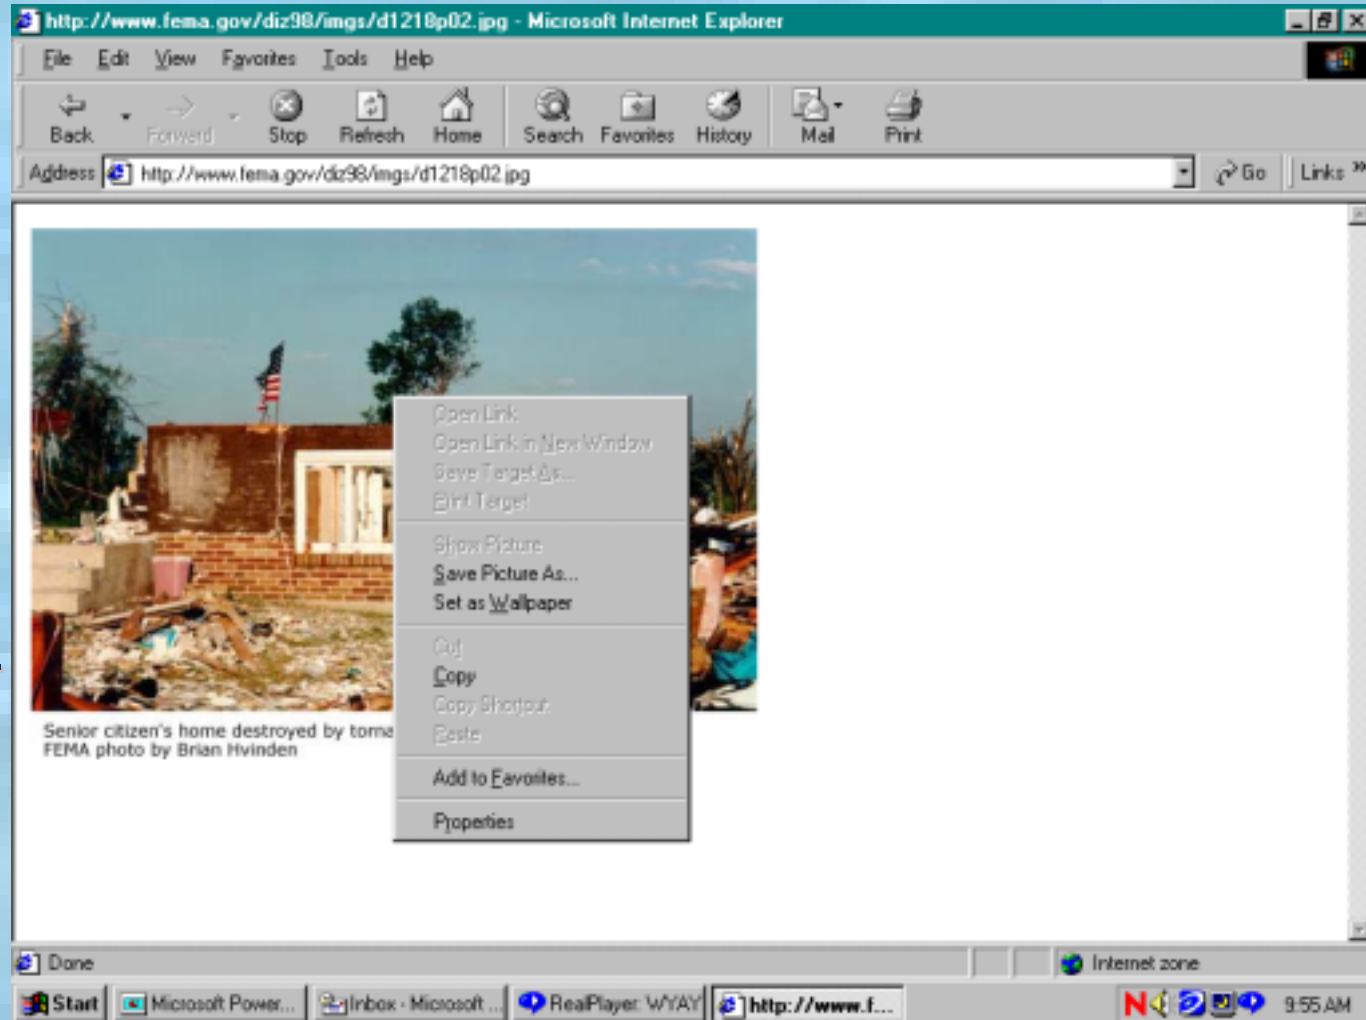 http://www.fema.gov/diz98/imgs/d1218p02.jpg - Microsoft Internet Explorer
File Edit View Favorites Tools Help
Back Forward Stop Refresh Home Search Favorites History Mail Print
Address http://www.fema.gov/diz98/imgs/d1218p02.jpg Go Links »
Open Link
Open Link in New Window
Save Target As...
Print Target
Show Picture
Save Picture As...
Set as Wallpaper
Cut
Copy
Copy Shortcut
Paste
Add to Favorites...
Properties
Senior citizen's home destroyed by torna
FEMA photo by Brian Hvinden
Done Internet zone
Start Microsoft Power... Inbox - Microsoft ... RealPlayer: WYAY http://www.f... N 9:55 AM